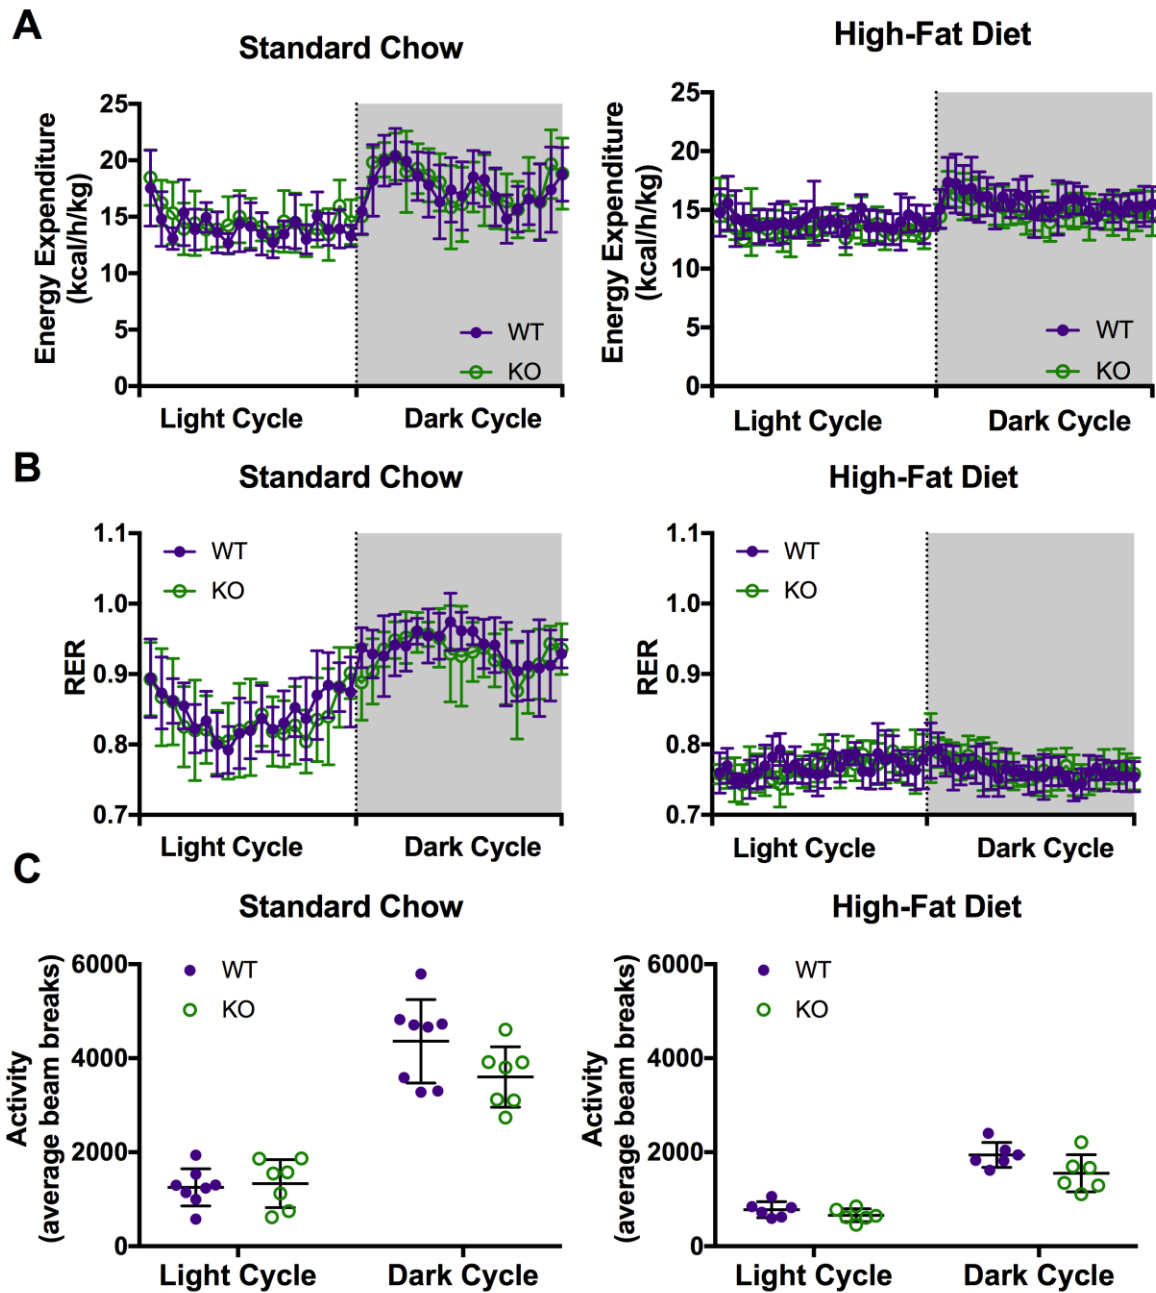 A
Standard Chow
High-Fat Diet
Energy Expenditure
(kcal/h/kg)
25
20
15
10
5
0
WT
KO
Light Cycle
Dark Cycle
Energy Expenditure
(kcal/h/kg)
25
20
15
10
5
0
WT
KO
Light Cycle
Dark Cycle
B
Standard Chow
High-Fat Diet
RER
1.1
1.0
0.9
0.8
0.7
WT
KO
Light Cycle
Dark Cycle
RER
1.1
1.0
0.9
0.8
0.7
WT
KO
Light Cycle
Dark Cycle
C
Standard Chow
High-Fat Diet
Activity
(average beam breaks)
6000
4000
2000
0
WT
KO
Light Cycle
Dark Cycle
Activity
(average beam breaks)
6000
4000
2000
0
WT
KO
Light Cycle
Dark Cycle